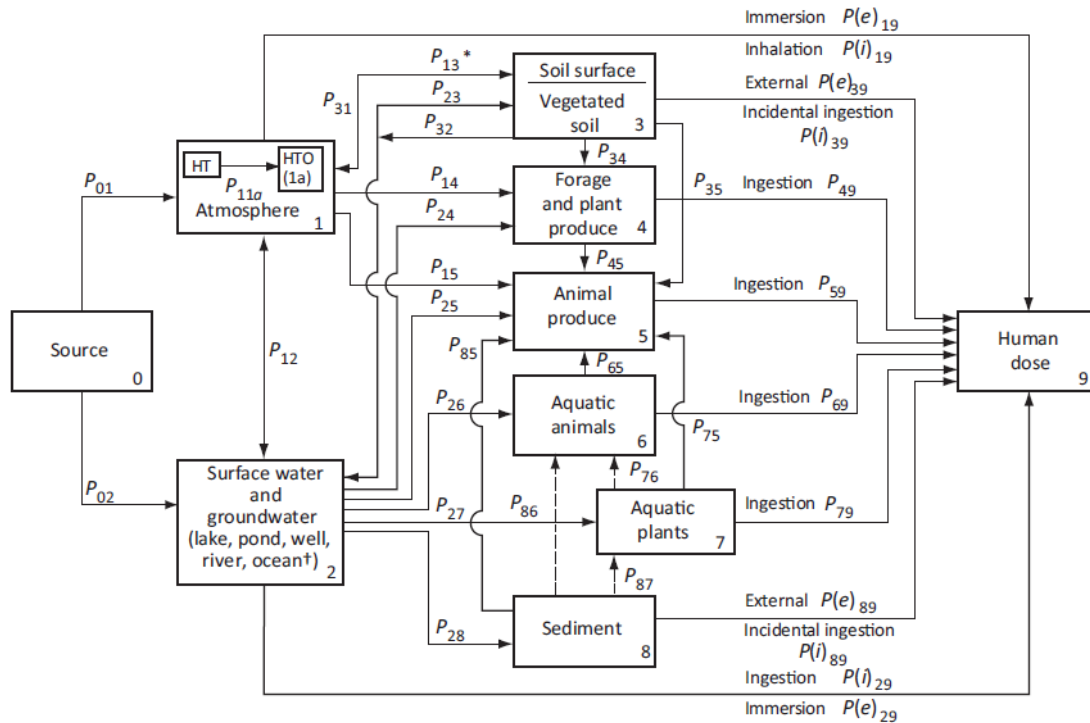 Immersion P(e)19
Inhalation P(i)19
P13*
P31
P23
P32
Soil surface
Vegetated
soil
3
External P(e)39
Incidental ingestion
P(i)39
HT
HTO
(1a)
P11a
Atmosphere
1
P01
P14
P24
P34
Forage
and plant
produce
4
P35
Ingestion P49
P15
P25
P45
Animal
produce
5
Ingestion P59
Source
0
P12
P85
P65
Human
dose
9
P26
Aquatic
animals
6
Ingestion P69
P75
P02
Surface water
and
groundwater
(lake, pond, well,
river, ocean†)
2
P76
P27
P86
Aquatic
plants
7
Ingestion P79
P87
P28
Sediment
8
External P(e)89
Incidental ingestion
P(i)89
Ingestion P(i)29
Immersion P(e)29